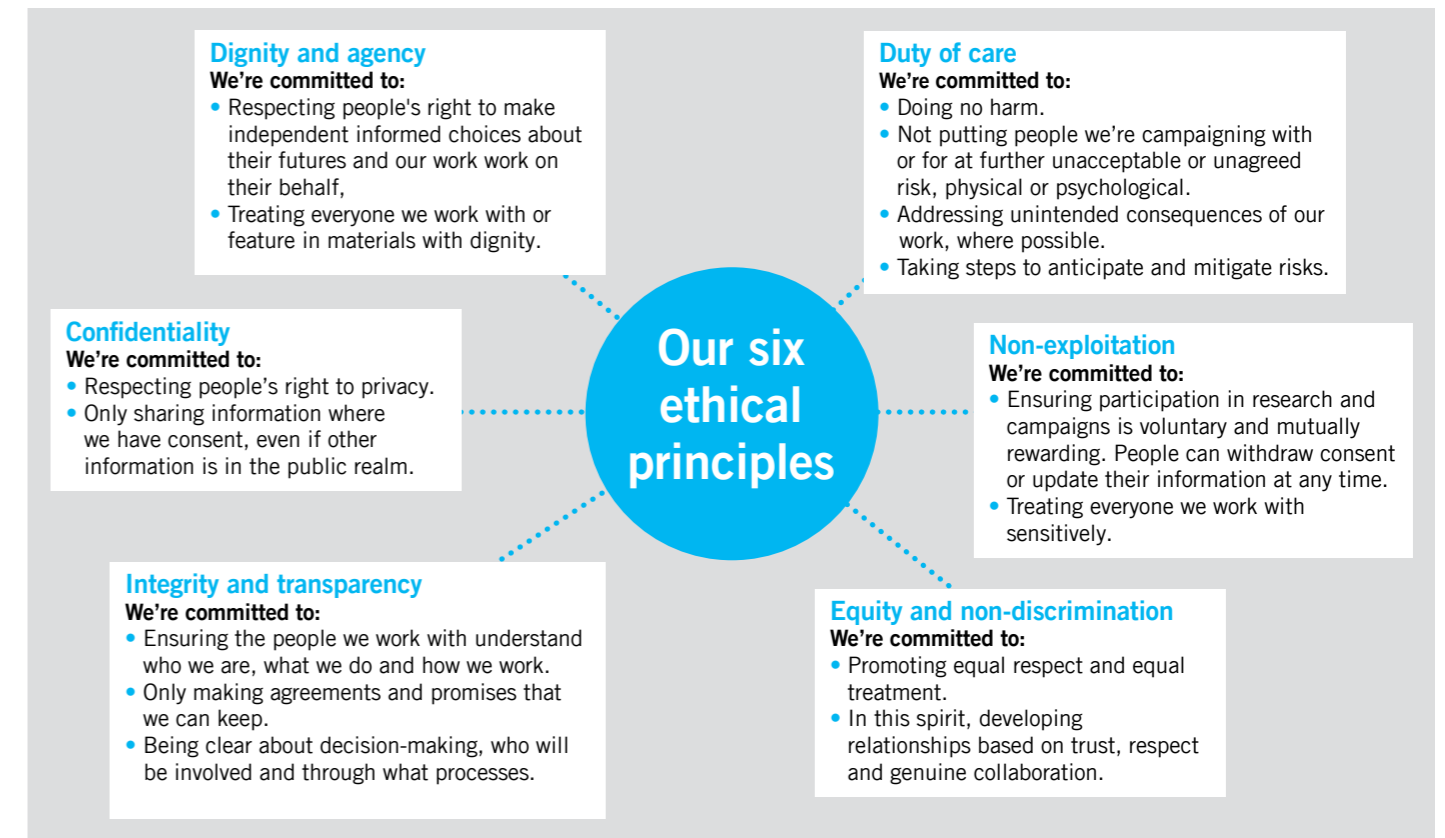 Dignity and agency
We're committed to:
• Respecting people's right to make
independent informed choices about
their futures and our work work on
their behalf,
• Treating everyone we work with or
feature in materials with dignity.
Duty of care
We're committed to:
• Doing no harm.
• Not putting people we're campaigning with
or for at further unacceptable or unagreed
risk, physical or psychological.
• Addressing unintended consequences of our
work, where possible.
• Taking steps to anticipate and mitigate risks.
Confidentiality
We're committed to:
• Respecting people's right to privacy.
• Only sharing information where
we have consent, even if other
information is in the public realm.
Our six
ethical
principles
Non-exploitation
We're committed to:
• Ensuring participation in research and
campaigns is voluntary and mutually
rewarding. People can withdraw consent
or update their information at any time.
• Treating everyone we work with
sensitively.
Integrity and transparency
We're committed to:
• Ensuring the people we work with understand
who we are, what we do and how we work.
• Only making agreements and promises that
we can keep.
• Being clear about decision-making, who will
be involved and through what processes.
Equity and non-discrimination
We're committed to:
• Promoting equal respect and equal
treatment.
• In this spirit, developing
relationships based on trust, respect
and genuine collaboration.